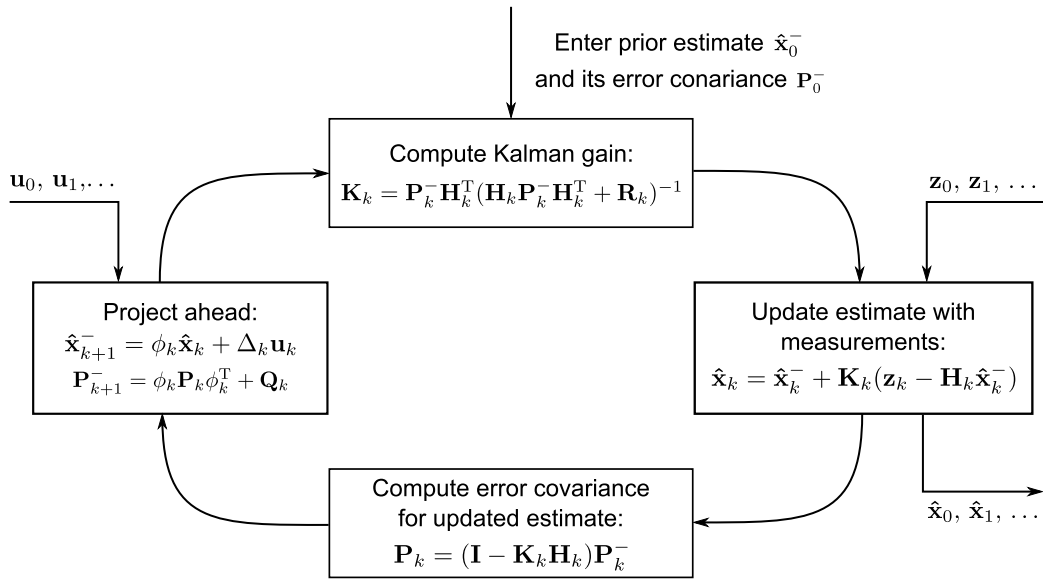 Enter prior estimate x̂₀⁻
and its error conariance P₀⁻
Compute Kalman gain:
Kₖ = Pₖ⁻Hₖᵀ(HₖPₖ⁻Hₖᵀ + Rₖ)⁻¹
u₀, u₁,...
z₀, z₁, ...
Project ahead:
x̂ₖ₊₁⁻ = ϕₖx̂ₖ + Δₖuₖ
Pₖ₊₁⁻ = ϕₖPₖϕₖᵀ + Qₖ
Update estimate with
measurements:
x̂ₖ = x̂ₖ⁻ + Kₖ(zₖ − Hₖx̂ₖ⁻)
Compute error covariance
for updated estimate:
Pₖ = (I − KₖHₖ)Pₖ⁻
x̂₀, x̂₁, ...